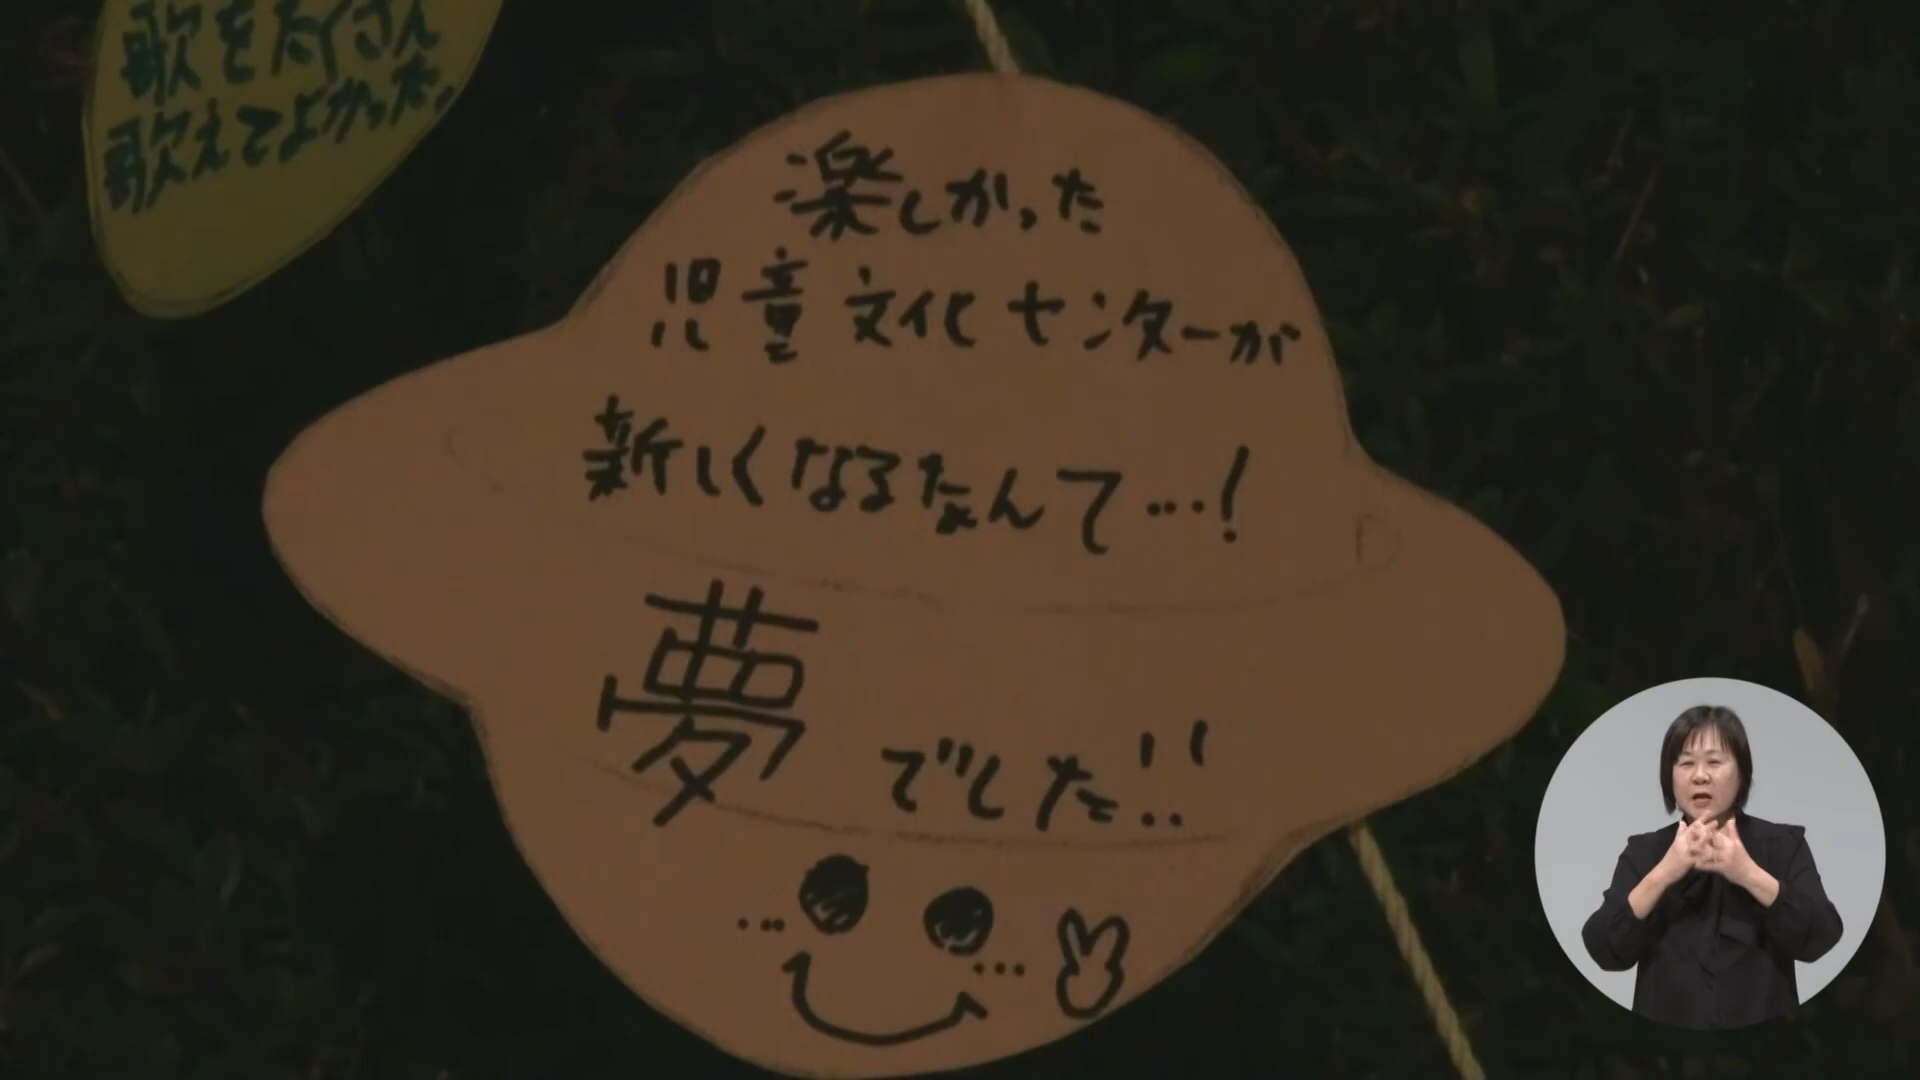 歌をたくさん
歌えてよかった。
楽しかった
児童文化センターが
新しくなるなんて…!
夢でした!!